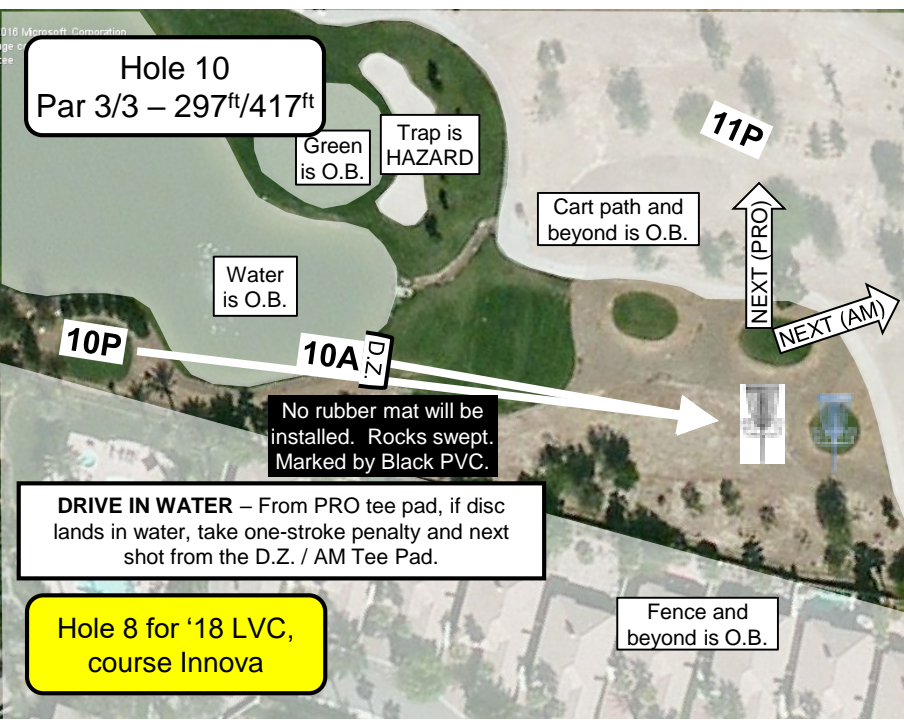 2016 Microsoft Corporation
Hole 10
Par 3/3 – 297ft/417ft
Green
is O.B.
Trap is
HAZARD
11P
Cart path and
beyond is O.B.
NEXT (PRO)
NEXT (AM)
Water
is O.B.
10P
10A
D.Z.
No rubber mat will be
installed. Rocks swept.
Marked by Black PVC.
DRIVE IN WATER – From PRO tee pad, if disc
lands in water, take one-stroke penalty and next
shot from the D.Z. / AM Tee Pad.
Hole 8 for ‘18 LVC,
course Innova
Fence and
beyond is O.B.